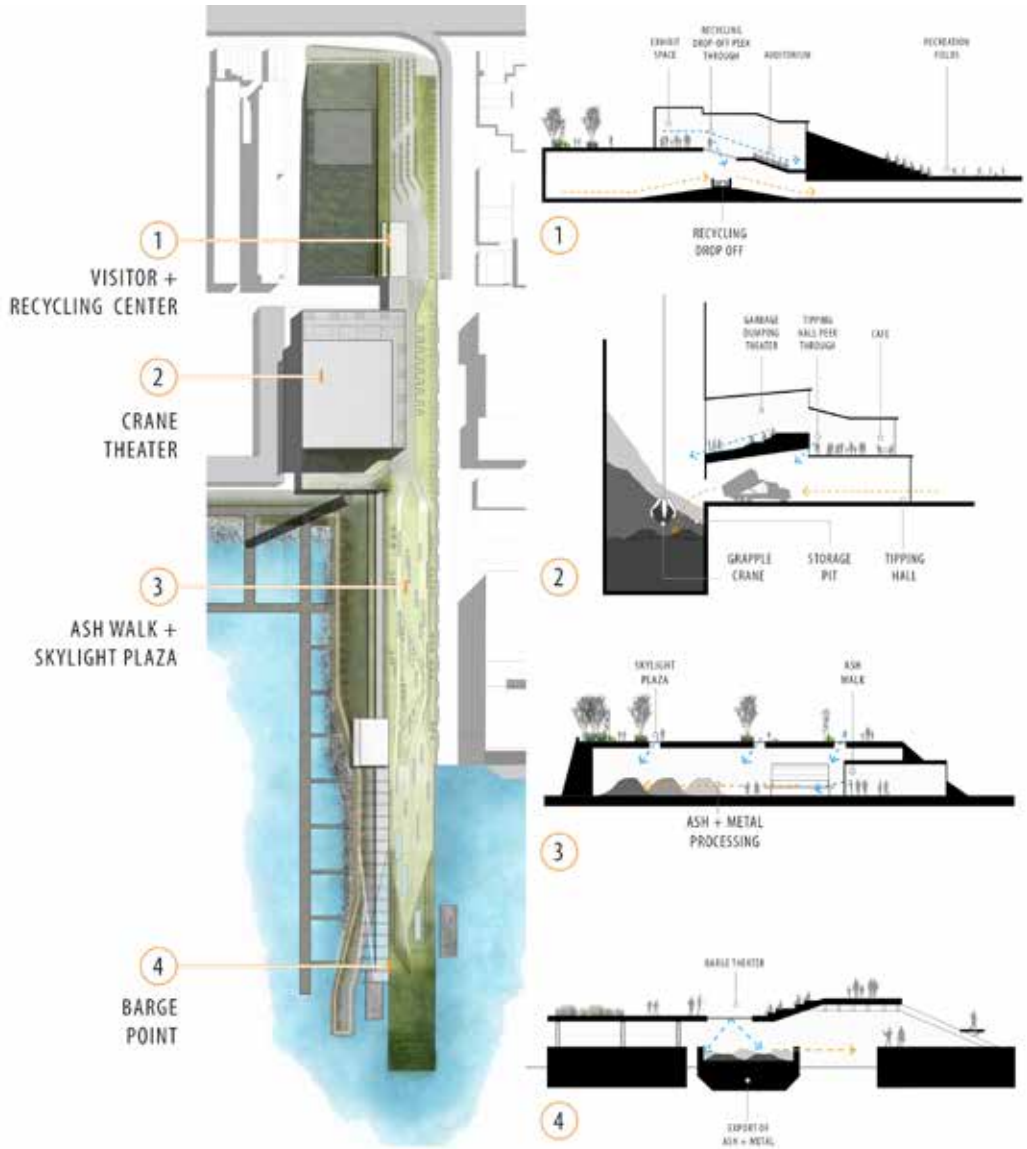 1
VISITOR +
RECYCLING CENTER
2
CRANE
THEATER
3
ASH WALK +
SKYLIGHT PLAZA
4
BARGE
POINT
EXHIBIT
SPACE
RECYCLING
DROP-OFF PEEK
THROUGH
AUDITORIUM
RECREATION
FIELDS
RECYCLING
DROP OFF
1
GARBAGE
DUMPING
THEATER
TIPPING
HALL PEEK
THROUGH
CAFE
GRAPPLE
CRANE
STORAGE
PIT
TIPPING
HALL
2
SKYLIGHT
PLAZA
ASH
WALK
ASH + METAL
PROCESSING
3
BARGE THEATER
EXPORT OF
ASH + METAL
4